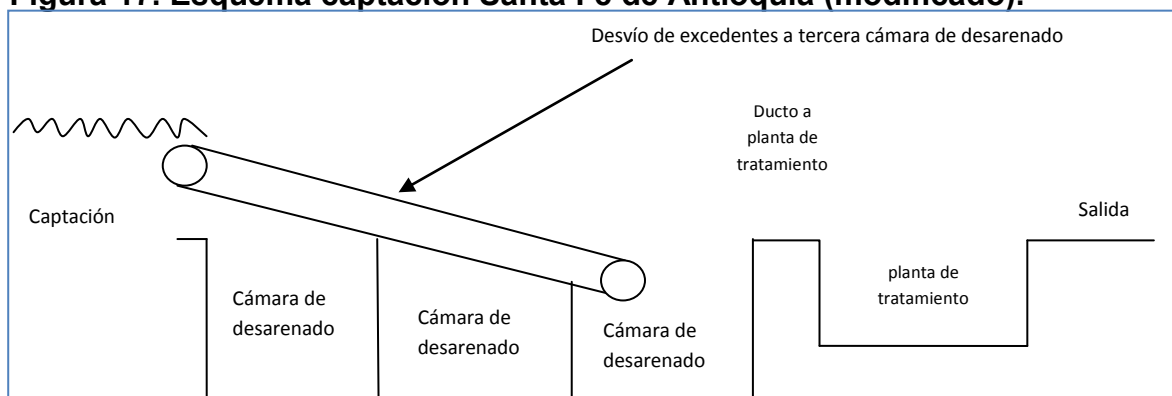 Figura 17. Esquema captación Santa Fe de Antioquia (modificado).
Desvío de excedentes a tercera cámara de desarenado
Ducto a
planta de
tratamiento
Captación
Salida
Cámara de
desarenado
Cámara de
desarenado
Cámara de
desarenado
planta de
tratamiento